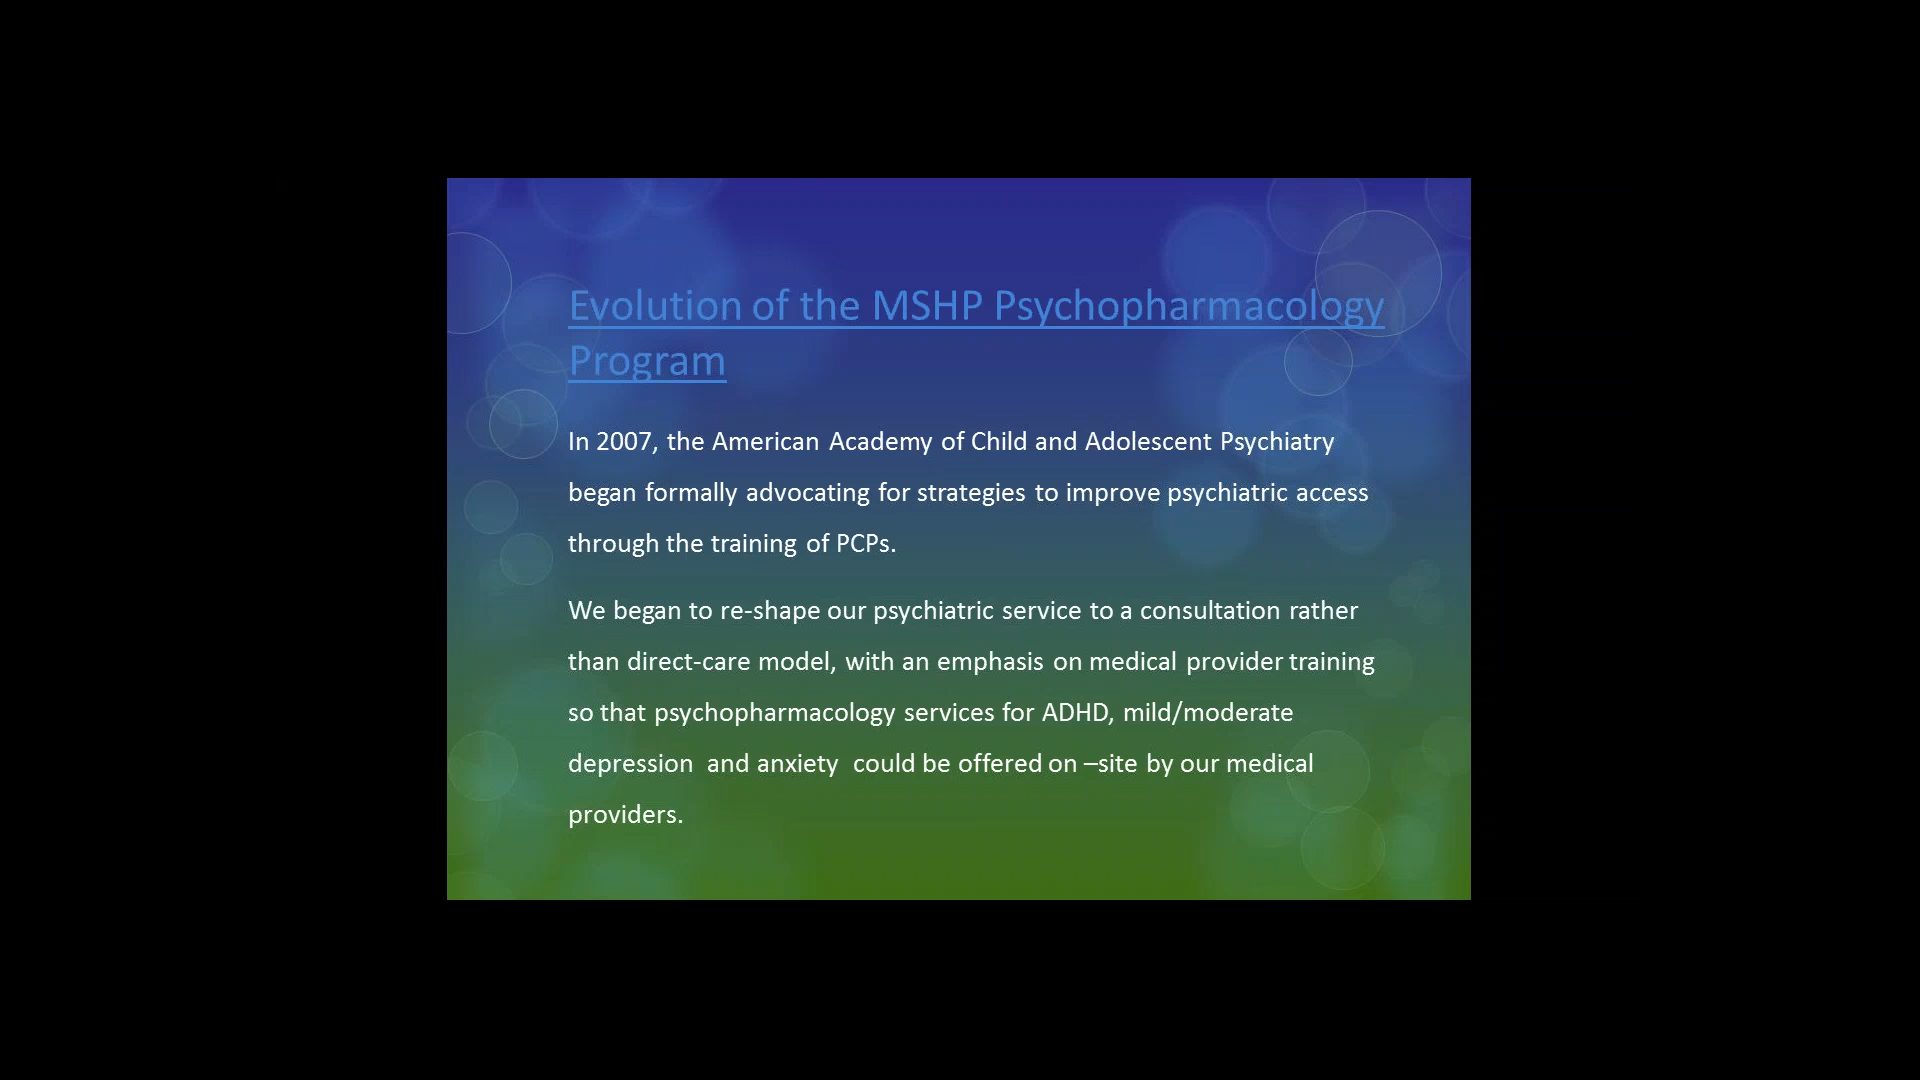 Evolution of the MSHP Psychopharmacology
Program
In 2007, the American Academy of Child and Adolescent Psychiatry
began formally advocating for strategies to improve psychiatric access
through the training of PCPs.
We began to re-shape our psychiatric service to a consultation rather
than direct-care model, with an emphasis on medical provider training
so that psychopharmacology services for ADHD, mild/moderate
depression  and anxiety  could be offered on –site by our medical
providers.